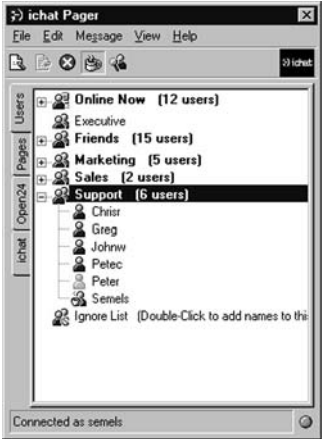 ichat Pager
File Edit Message View Help
ichat
Users
Pages
Open24
ichat
Online Now (12 users)
Executive
Friends (15 users)
Marketing (5 users)
Sales (2 users)
Support (6 users)
Chrisr
Greg
Johnw
Petec
Peter
Semels
Ignore List (Double-Click to add names to thi
Connected as semels